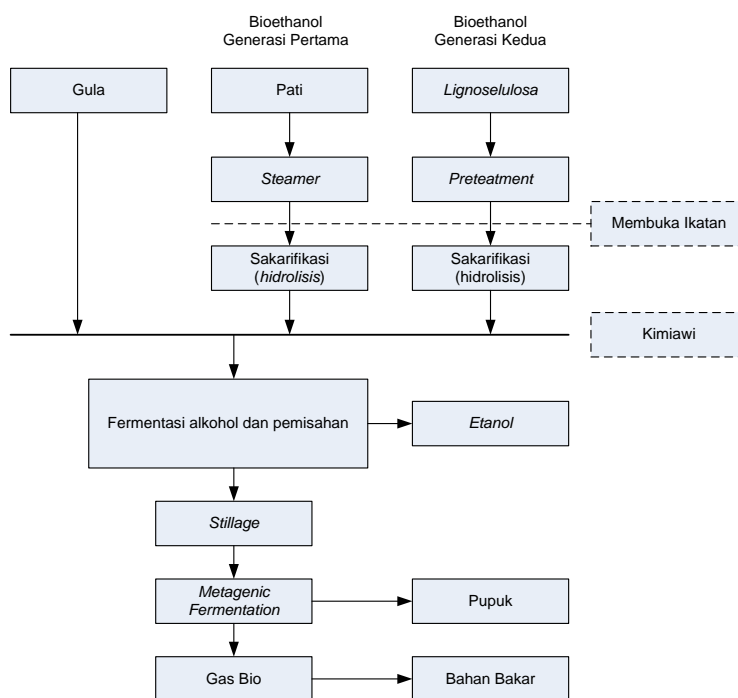 Bioethanol
Generasi Pertama
Bioethanol
Generasi Kedua
Gula
Pati
Lignoselulosa
Steamer
Preteatment
Membuka Ikatan
Sakarifikasi
(hidrolisis)
Sakarifikasi
(hidrolisis)
Kimiawi
Fermentasi alkohol dan pemisahan
Etanol
Stillage
Metagenic
Fermentation
Pupuk
Gas Bio
Bahan Bakar